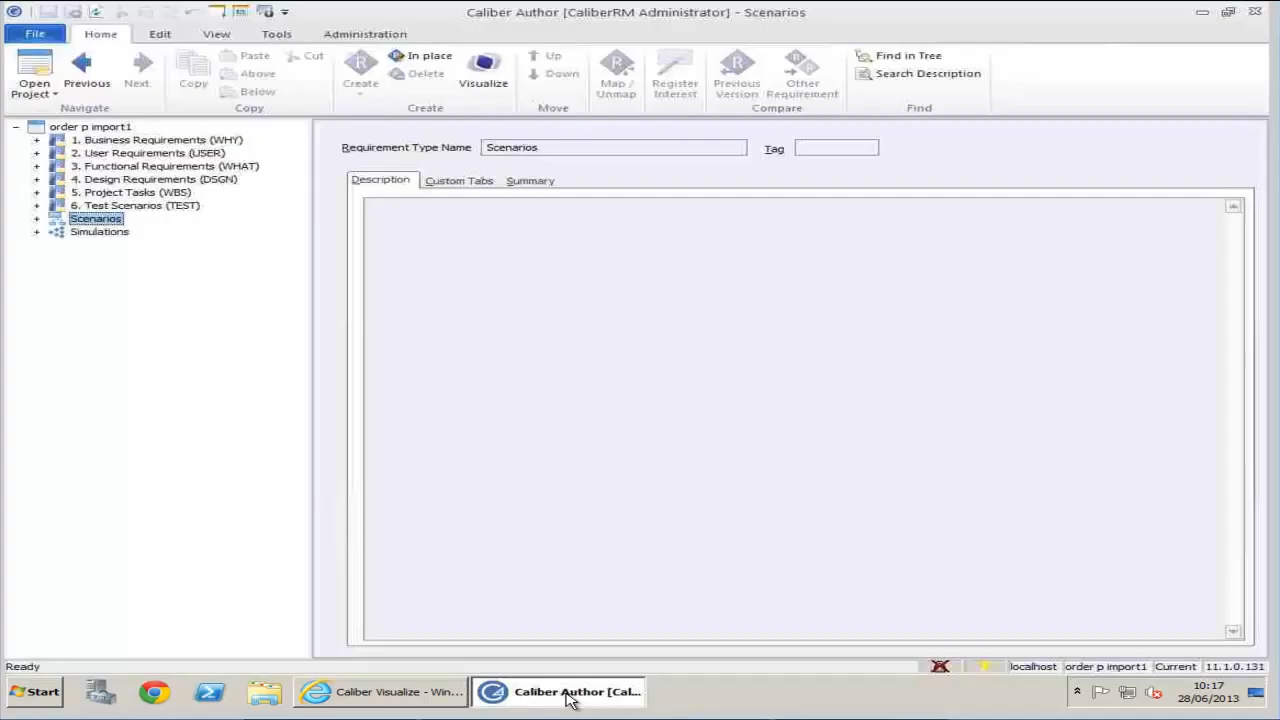 Caliber Author [CaliberRM Administrator] - Scenarios
File Home Edit View Tools Administration
Open Project
Previous
Next
Navigate
Copy
Paste
Above
Below
Cut
Copy
Create
In place
Delete
Visualize
Create
Up
Down
Move
Map / Unmap
Register Interest
Previous Version
Other Requirement
Compare
Find in Tree
Search Description
Find
order p import1
1. Business Requirements (WHY)
2. User Requirements (USER)
3. Functional Requirements (WHAT)
4. Design Requirements (DSGN)
5. Project Tasks (WBS)
6. Test Scenarios (TEST)
Scenarios
Simulations
Requirement Type Name Scenarios Tag
Description Custom Tabs Summary
Ready localhost order p import1 Current 11.1.0.131
Start Caliber Visualize - Win... Caliber Author [Cal... 10:17
28/06/2013